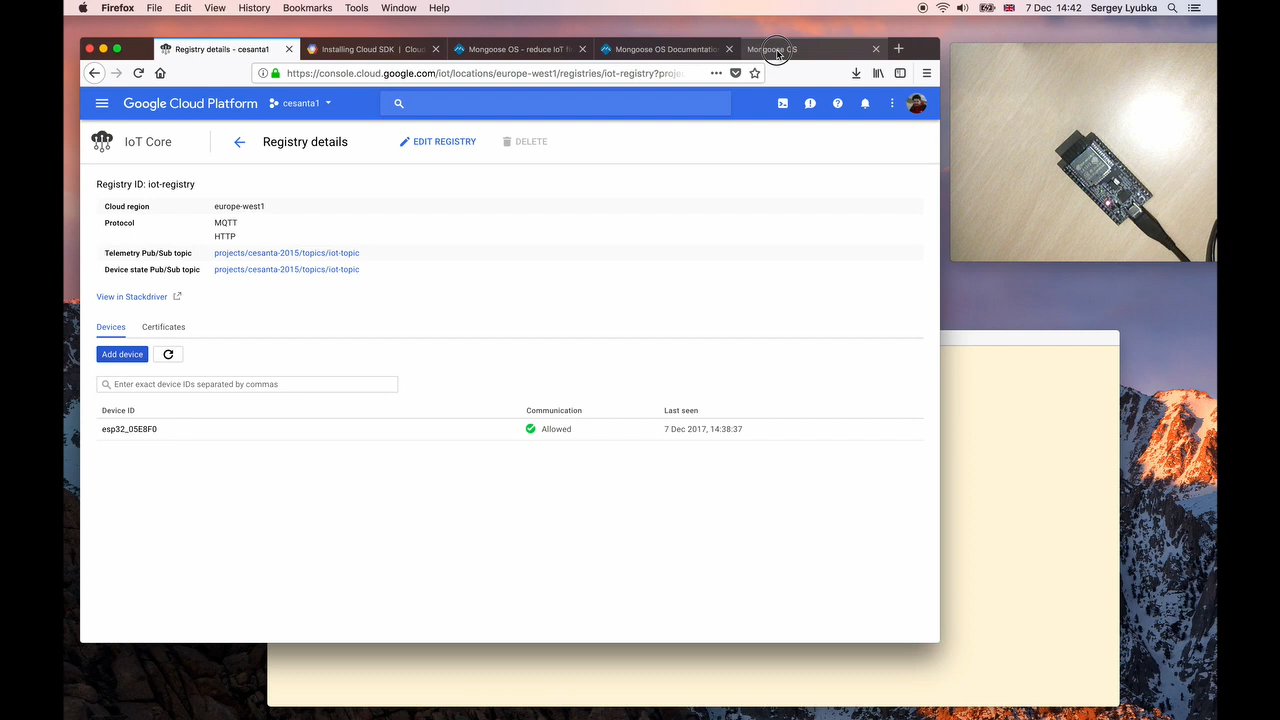 Firefox File Edit View History Bookmarks Tools Window Help 7 Dec 14:42 Sergey Lyubka
Registry details - cesanta1 Installing Cloud SDK | Clou Mongoose OS - reduce IoT f Mongoose OS Documentatio Mongoose OS
https://console.cloud.google.com/iot/locations/europe-west1/registries/iot-registry?projec
Google Cloud Platform cesanta1
IoT Core Registry details EDIT REGISTRY DELETE
Registry ID: iot-registry
Cloud region europe-west1
Protocol MQTT
HTTP
Telemetry Pub/Sub topic projects/cesanta-2015/topics/iot-topic
Device state Pub/Sub topic projects/cesanta-2015/topics/iot-topic
View in Stackdriver
Devices Certificates
Add device
Enter exact device IDs separated by commas
Device ID Communication Last seen
esp32_05E8F0 Allowed 7 Dec 2017, 14:38:37